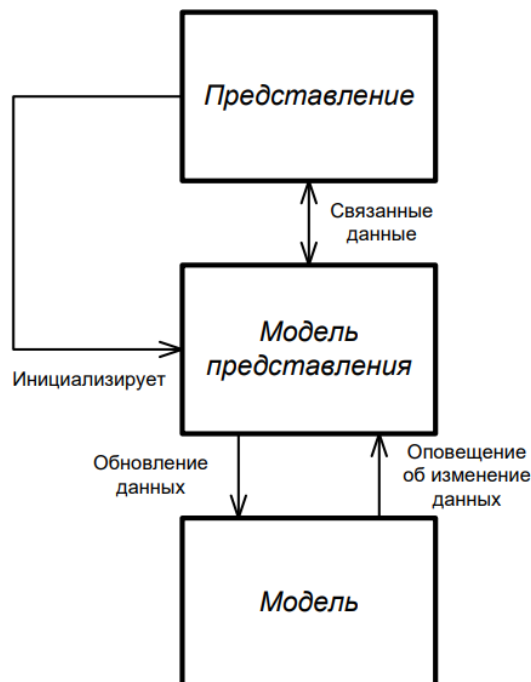 Представление
Связанные
данные
Модель
представления
Инициализирует
Обновление
данных
Оповещение
об изменение
данных
Модель